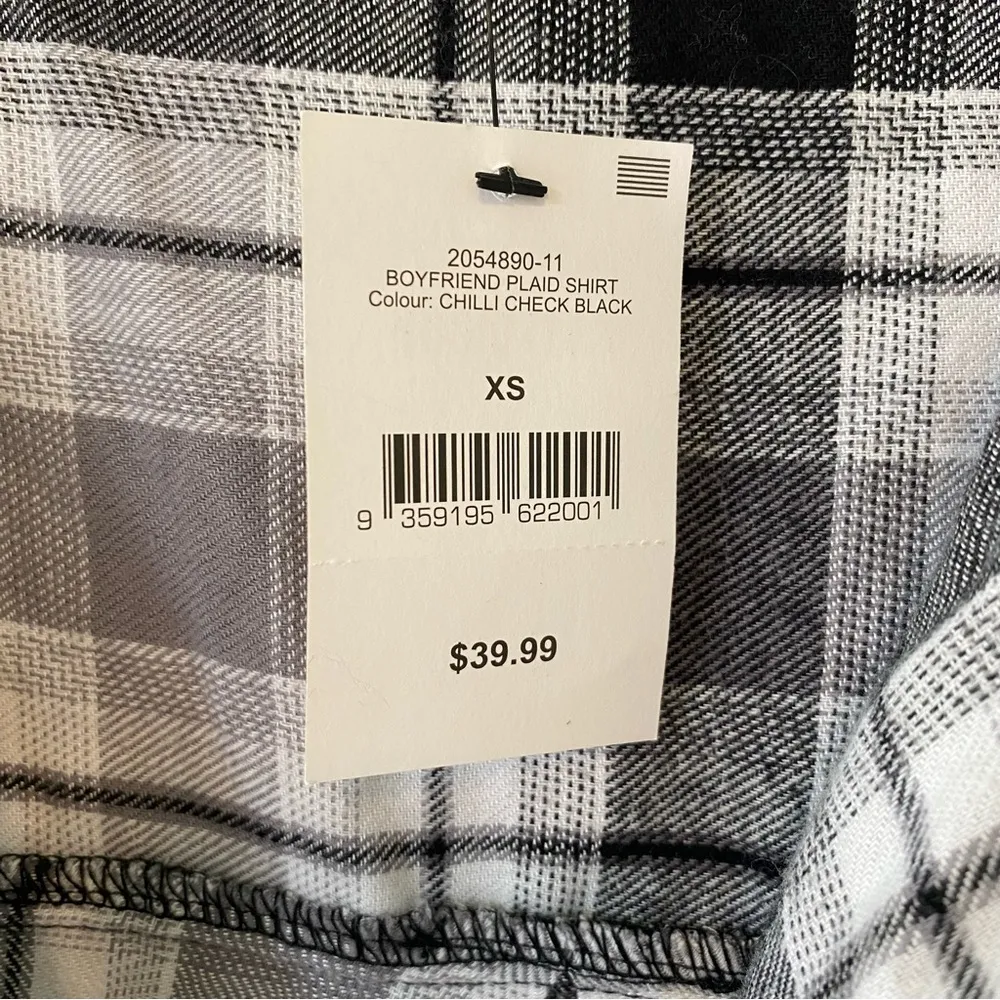 2054890-11
BOYFRIEND PLAID SHIRT
Colour: CHILLI CHECK BLACK
XS
9 359195 622001
$39.99